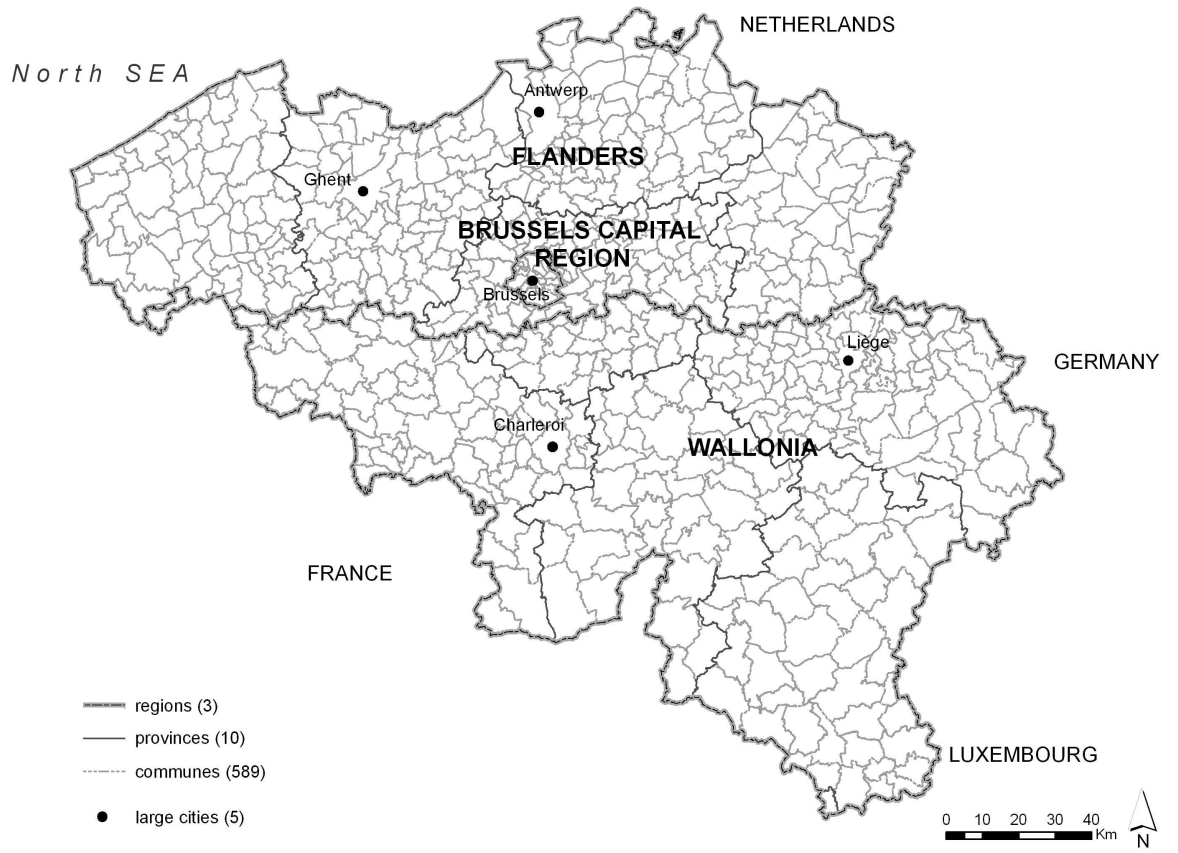 NETHERLANDS
North SEA
Antwerp
FLANDERS
Ghent
BRUSSELS CAPITAL
REGION
Brussels
Liège
GERMANY
Charleroi
WALLONIA
FRANCE
regions (3)
provinces (10)
communes (589)
large cities (5)
LUXEMBOURG
0 10 20 30 40
Km
N